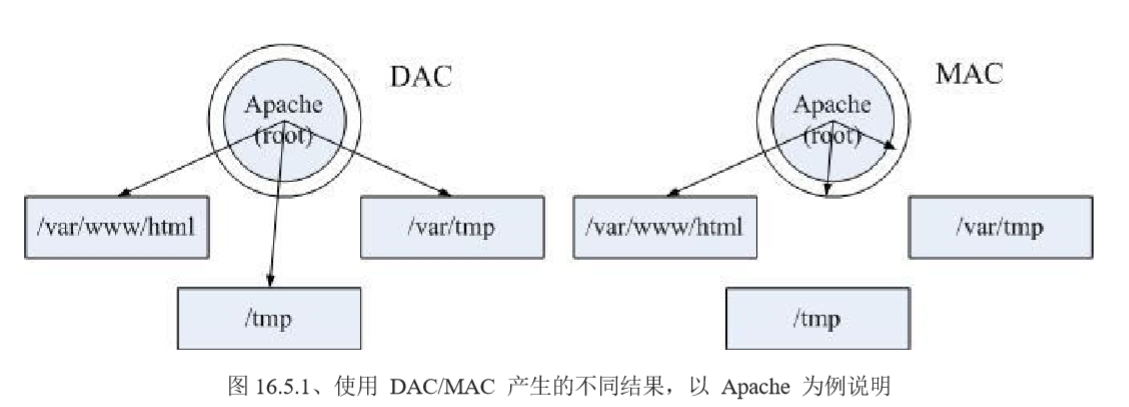 DAC
Apache
(root)
/var/www/html
/var/tmp
/tmp
MAC
Apache
(root)
/var/www/html
/var/tmp
/tmp
图 16.5.1、使用 DAC/MAC 产生的不同结果，以 Apache 为例说明